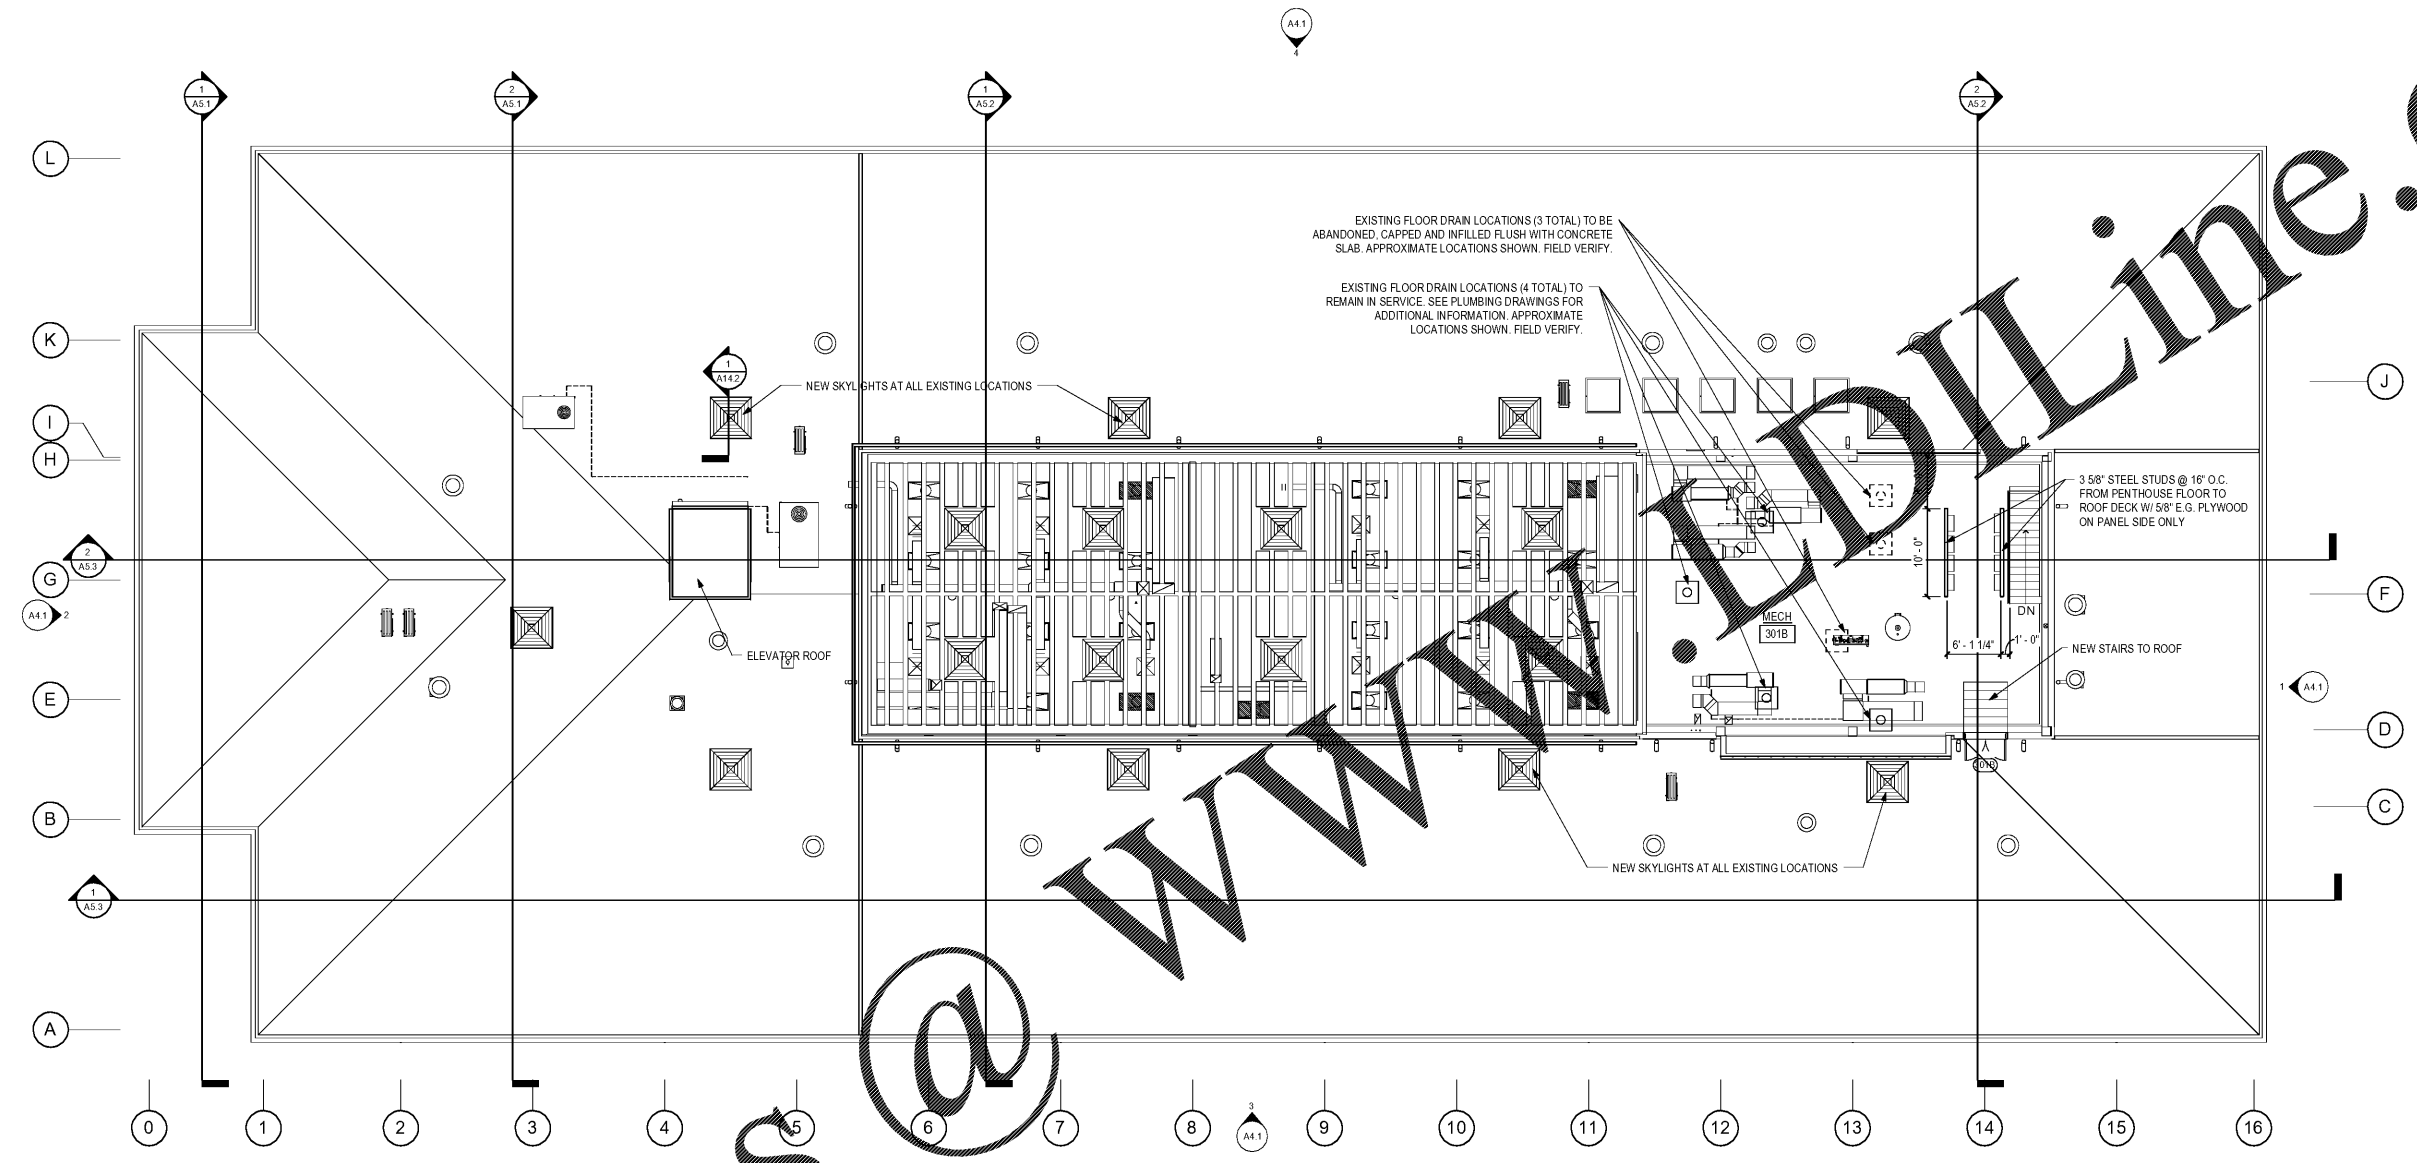 A4.1
4
1
A5.1
2
A5.1
1
A5.2
2
A5.2
L
EXISTING FLOOR DRAIN LOCATIONS (3 TOTAL) TO BE
ABANDONED, CAPPED AND INFILLED FLUSH WITH CONCRETE
SLAB. APPROXIMATE LOCATIONS SHOWN. FIELD VERIFY.
EXISTING FLOOR DRAIN LOCATIONS (4 TOTAL) TO
REMAIN IN SERVICE. SEE PLUMBING DRAWINGS FOR
ADDITIONAL INFORMATION. APPROXIMATE
LOCATIONS SHOWN. FIELD VERIFY.
K
1
A14.2
NEW SKYLIGHTS AT ALL EXISTING LOCATIONS
J
I
H
3 5/8" STEEL STUDS @ 16" O.C.
FROM PENTHOUSE FLOOR TO
ROOF DECK W/ 5/8" E.G. PLYWOOD
ON PANEL SIDE ONLY
2
A5.3
10' - 0"
G
F
A4.1
2
DN
MECH
301B
6' - 1 1/4"
1' - 0"
NEW STAIRS TO ROOF
ELEVATOR ROOF
E
1
A4.1
D
301B
B
C
NEW SKYLIGHTS AT ALL EXISTING LOCATIONS
1
A5.3
A
0
1
2
3
4
5
6
7
8
3
A4.1
9
10
11
12
13
14
15
16
s @ www.LDILine.